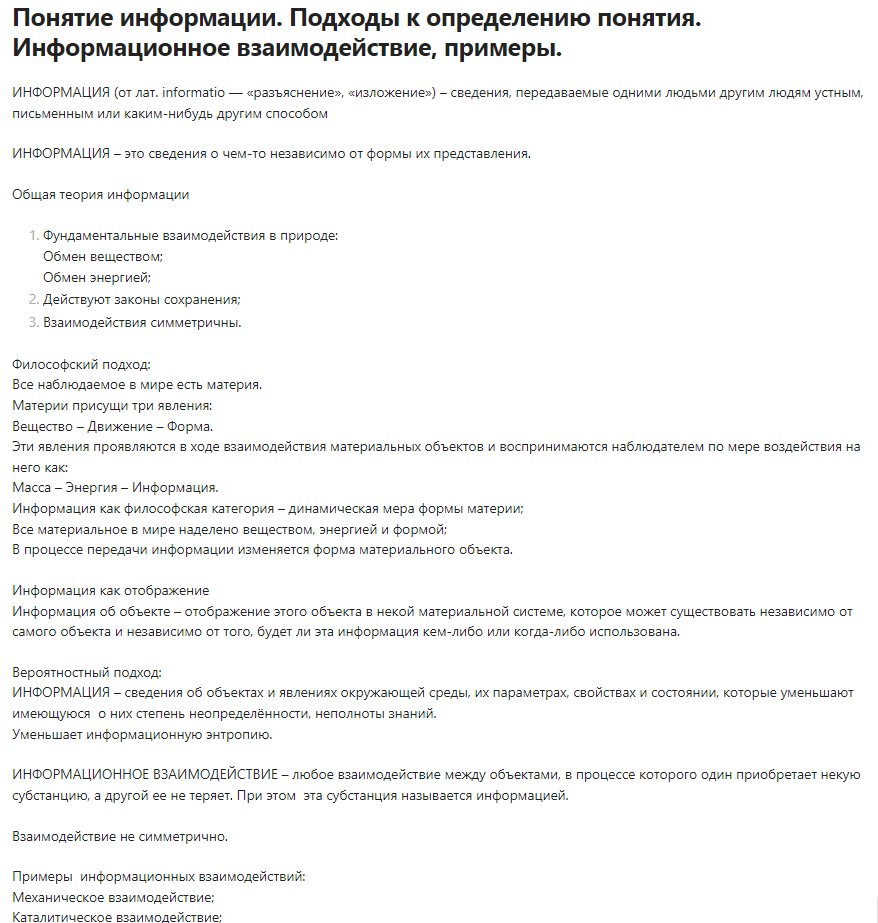 Понятие информации. Подходы к определению понятия.
Информационное взаимодействие, примеры.
ИНФОРМАЦИЯ (от лат. informatio — «разъяснение», «изложение») – сведения, передаваемые одними людьми другим людям устным,
письменным или каким-нибудь другим способом
ИНФОРМАЦИЯ – это сведения о чем-то независимо от формы их представления.
Общая теория информации
1. Фундаментальные взаимодействия в природе:
Обмен веществом;
Обмен энергией;
2. Действуют законы сохранения;
3. Взаимодействия симметричны.
Философский подход:
Все наблюдаемое в мире есть материя.
Материи присущи три явления:
Вещество – Движение – Форма.
Эти явления проявляются в ходе взаимодействия материальных объектов и воспринимаются наблюдателем по мере воздействия на
него как:
Масса – Энергия – Информация.
Информация как философская категория – динамическая мера формы материи;
Все материальное в мире наделено веществом, энергией и формой;
В процессе передачи информации изменяется форма материального объекта.
Информация как отображение
Информация об объекте – отображение этого объекта в некой материальной системе, которое может существовать независимо от
самого объекта и независимо от того, будет ли эта информация кем-либо или когда-либо использована.
Вероятностный подход:
ИНФОРМАЦИЯ – сведения об объектах и явлениях окружающей среды, их параметрах, свойствах и состоянии, которые уменьшают
имеющуюся  о них степень неопределённости, неполноты знаний.
Уменьшает информационную энтропию.
ИНФОРМАЦИОННОЕ ВЗАИМОДЕЙСТВИЕ – любое взаимодействие между объектами, в процессе которого один приобретает некую
субстанцию, а другой ее не теряет. При этом  эта субстанция называется информацией.
Взаимодействие не симметрично.
Примеры  информационных взаимодействий:
Механическое взаимодействие;
Каталитическое взаимодействие;